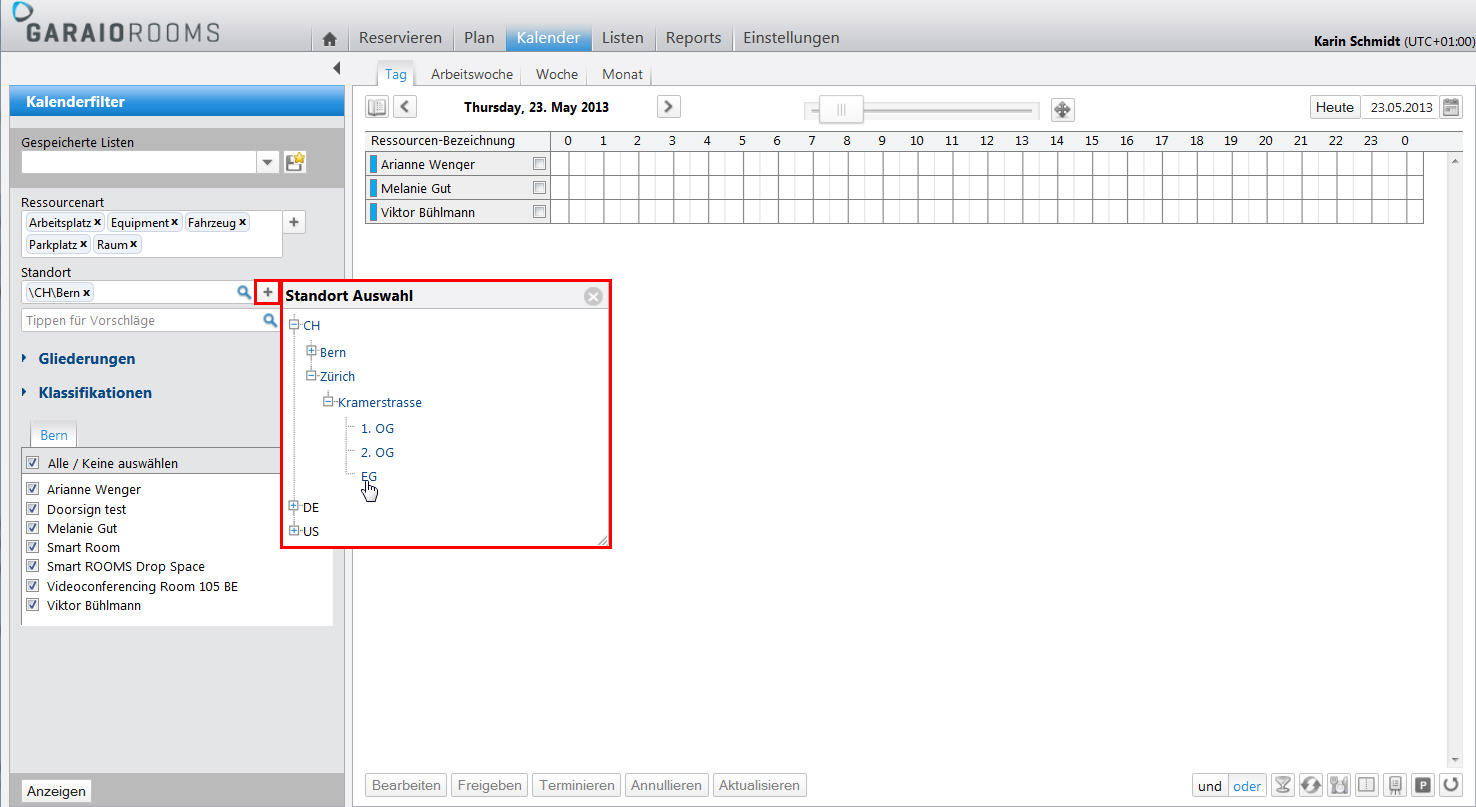 GARAIOROOMS
Reservieren Plan Kalender Listen Reports Einstellungen
Karin Schmidt (UTC+01:00)
Tag Arbeitswoche Woche Monat
Kalenderfilter
Thursday, 23. May 2013
Heute 23.05.2013
Gespeicherte Listen
Ressourcen-Bezeichnung 0 1 2 3 4 5 6 7 8 9 10 11 12 13 14 15 16 17 18 19 20 21 22 23 0
Arianne Wenger
Melanie Gut
Viktor Bühlmann
Ressourcenart
Arbeitsplatz x Equipment x Fahrzeug x
Parkplatz x Raum x
+
Standort
\CH\Bern x
+
Tippen für Vorschläge
Gliederungen
Klassifikationen
Standort Auswahl
CH
Bern
Zürich
Kramerstrasse
1. OG
2. OG
EG
DE
US
Bern
Alle / Keine auswählen
Arianne Wenger
Doorsign test
Melanie Gut
Smart Room
Smart ROOMS Drop Space
Videoconferencing Room 105 BE
Viktor Bühlmann
Anzeigen
Bearbeiten Freigeben Terminieren Annullieren Aktualisieren
und oder
P